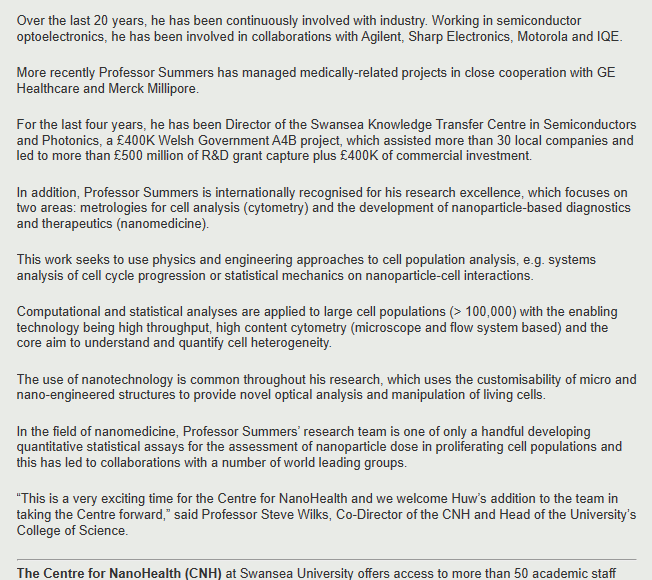 Over the last 20 years, he has been continuously involved with industry. Working in semiconductor
optoelectronics, he has been involved in collaborations with Agilent, Sharp Electronics, Motorola and IQE.
More recently Professor Summers has managed medically-related projects in close cooperation with GE
Healthcare and Merck Millipore.
For the last four years, he has been Director of the Swansea Knowledge Transfer Centre in Semiconductors
and Photonics, a £400K Welsh Government A4B project, which assisted more than 30 local companies and
led to more than £500 million of R&D grant capture plus £400K of commercial investment.
In addition, Professor Summers is internationally recognised for his research excellence, which focuses on
two areas: metrologies for cell analysis (cytometry) and the development of nanoparticle-based diagnostics
and therapeutics (nanomedicine).
This work seeks to use physics and engineering approaches to cell population analysis, e.g. systems
analysis of cell cycle progression or statistical mechanics on nanoparticle-cell interactions.
Computational and statistical analyses are applied to large cell populations (> 100,000) with the enabling
technology being high throughput, high content cytometry (microscope and flow system based) and the
core aim to understand and quantify cell heterogeneity.
The use of nanotechnology is common throughout his research, which uses the customisability of micro and
nano-engineered structures to provide novel optical analysis and manipulation of living cells.
In the field of nanomedicine, Professor Summers' research team is one of only a handful developing
quantitative statistical assays for the assessment of nanoparticle dose in proliferating cell populations and
this has led to collaborations with a number of world leading groups.
“This is a very exciting time for the Centre for NanoHealth and we welcome Huw’s addition to the team in
taking the Centre forward,” said Professor Steve Wilks, Co-Director of the CNH and Head of the University’s
College of Science.
The Centre for NanoHealth (CNH) at Swansea University offers access to more than 50 academic staff